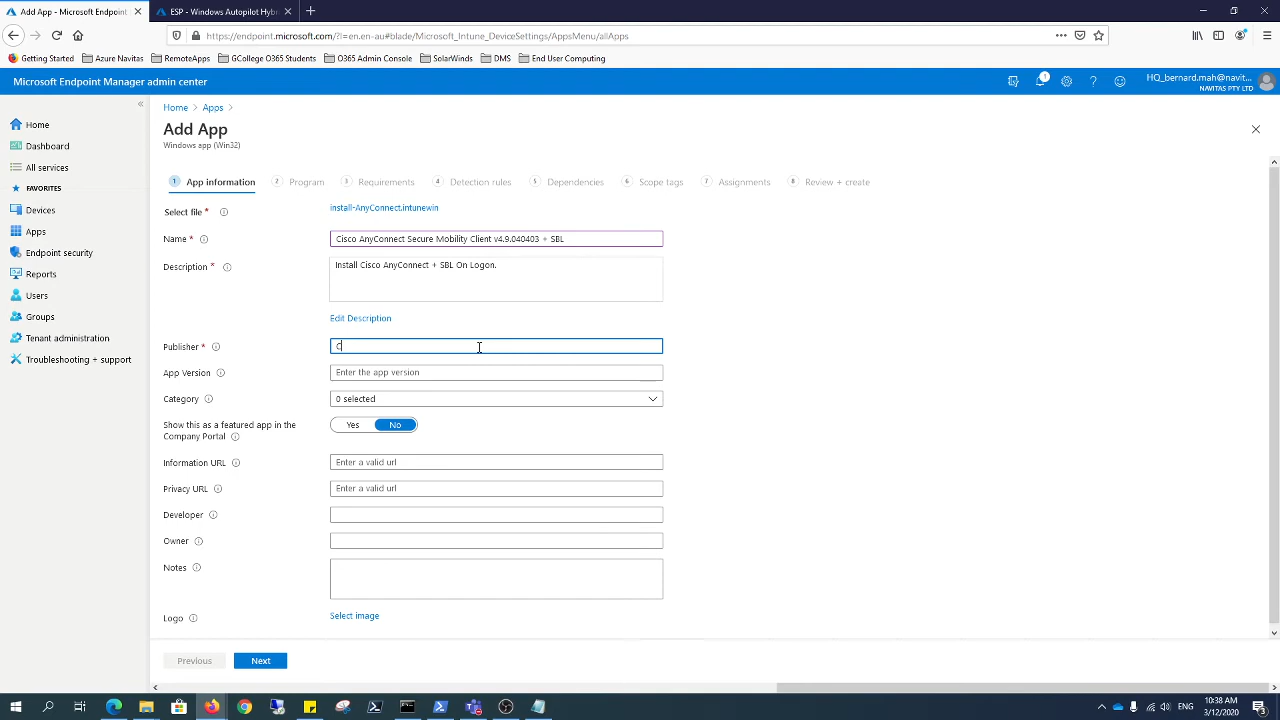 Add App - Microsoft Endpoint
ESP - Windows Autopilot Hyb
https://endpoint.microsoft.com/?l=en.en-au#blade/Microsoft_Intune_DeviceSettings/AppsMenu/allApps
Getting Started
Azure Navitas
RemoteApps
GCollege O365 Students
O365 Admin Console
SolarWinds
DMS
End User Computing
Microsoft Endpoint Manager admin center
1
HQ_bernard.mah@navit...
NAVITAS PTY LTD
Home
Dashboard
All services
FAVORITES
Devices
Apps
Endpoint security
Reports
Users
Groups
Tenant administration
Troubleshooting + support
Home > Apps >
Add App
Windows app (Win32)
1 App information
2 Program
3 Requirements
4 Detection rules
5 Dependencies
6 Scope tags
7 Assignments
8 Review + create
Select file *
install-AnyConnect.intunewin
Name *
Cisco AnyConnect Secure Mobility Client v4.9.040403 + SBL
Description *
Install Cisco AnyConnect + SBL On Logon.
Edit Description
Publisher *
C
App Version
Enter the app version
Category
0 selected
Show this as a featured app in the
Company Portal
Yes
No
Information URL
Enter a valid url
Privacy URL
Enter a valid url
Developer
Owner
Notes
Logo
Select image
Previous
Next
ENG
10:38 AM
3/12/2020
3